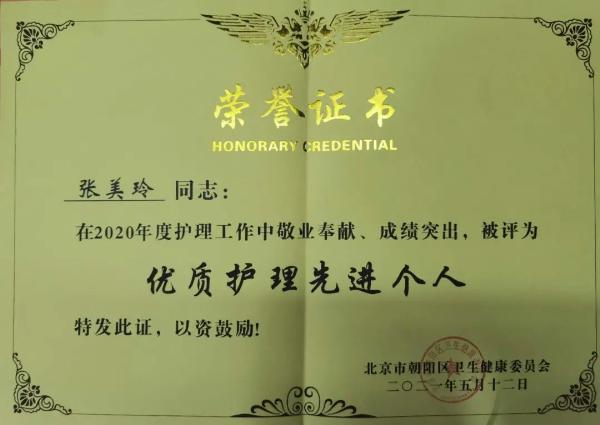 荣誉证书
HONORARY CREDENTIAL
张美玲 同志：
在2020年度护理工作中敬业奉献、成绩突出，被评为
优质护理先进个人
特发此证，以资鼓励！
北京市朝阳区卫生健康委员会
二〇二一年五月十二日